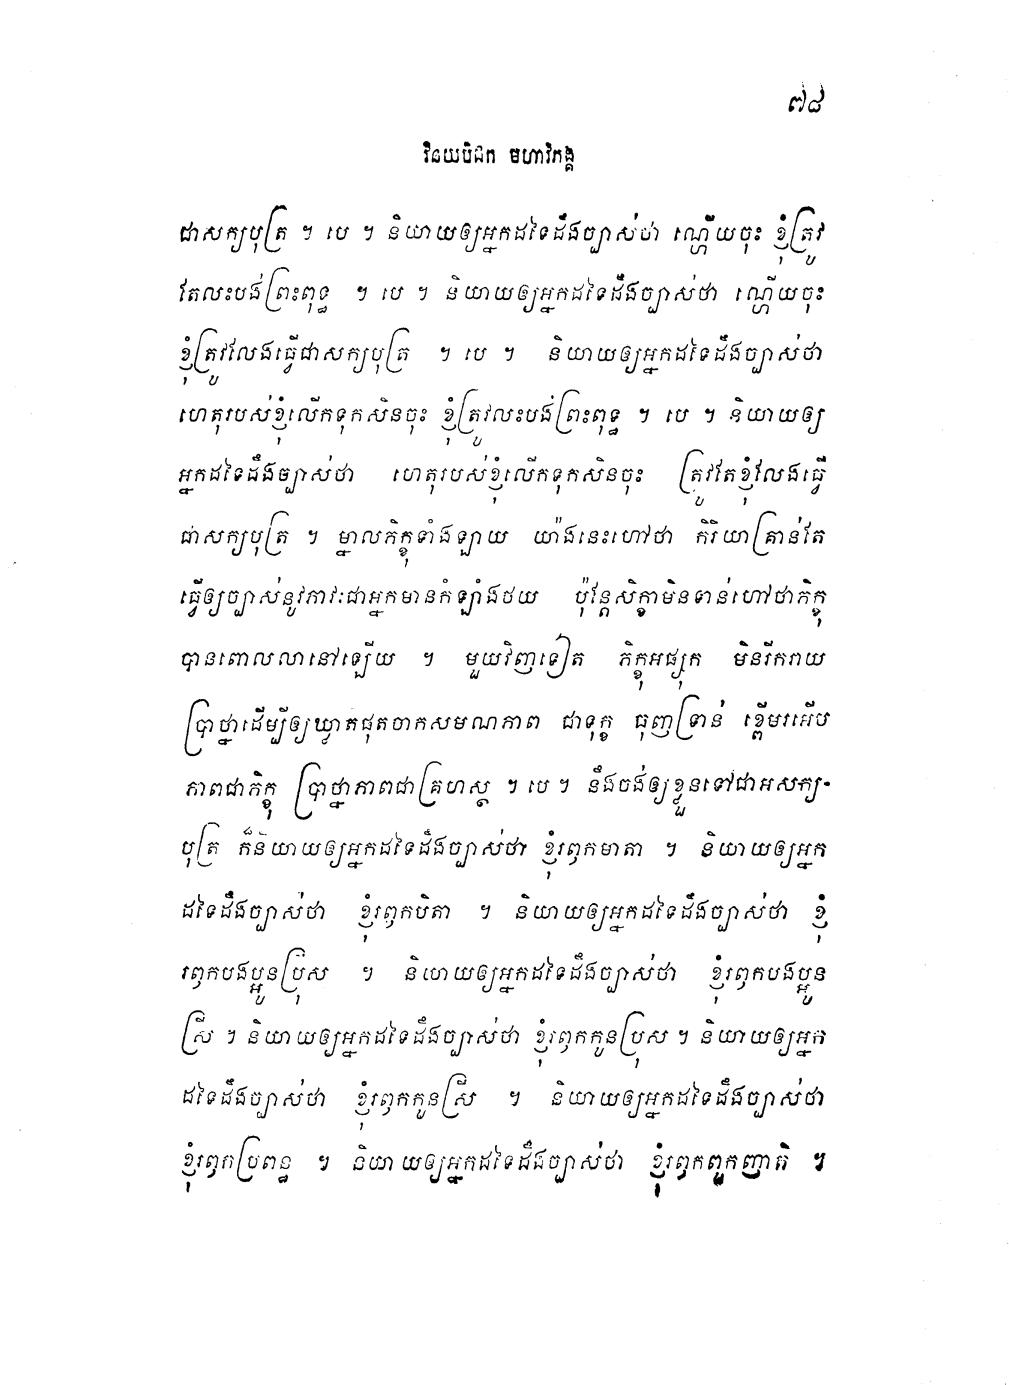 ៧៨
វិនយបិដក មហាវិភង្គ
ជាសក្យបុត្រ ។ បេ ។ និយាយឲ្យអ្នកដទៃដឹងច្បាស់ថា ណ្ហើយចុះ ខ្ញុំត្រូវ
តែលះបង់ព្រះពុទ្ធ ។ បេ ។ និយាយឲ្យអ្នកដទៃដឹងច្បាស់ថា ណ្ហើយចុះ
ខ្ញុំត្រូវលែងធ្វើជាសក្យបុត្រ ។ បេ ។ និយាយឲ្យអ្នកដទៃដឹងច្បាស់ថា
ហេតុរបស់ខ្ញុំលើកទុកសិនចុះ ខ្ញុំត្រូវលះបង់ព្រះពុទ្ធ ។ បេ ។ និយាយឲ្យ
អ្នកដទៃដឹងច្បាស់ថា ហេតុរបស់ខ្ញុំលើកទុកសិនចុះ ត្រូវតែខ្ញុំលែងធ្វើ
ជាសក្យបុត្រ ។ ម្នាលភិក្ខុទាំងឡាយ យ៉ាងនេះហៅថា កិរិយាគ្រាន់តែ
ធ្វើឲ្យច្បាស់នូវភាវៈជាអ្នកមានកំឡាំងថយ ប៉ុន្តែសិក្ខាមិនទាន់ហៅថាភិក្ខុ
បានពោលលានៅឡើយ ។ មួយវិញទៀត ភិក្ខុអផ្សុក មិនរីករាយ
ប្រាថ្នាដើម្បីឲ្យឃ្វាតផុតចាកសមណភាព ជាទុក្ខ ធុញទ្រាន់ ខ្ពើមរអើប
ភាពជាភិក្ខុ ប្រាថ្នាភាពជាគ្រហស្ថ ។ បេ ។ នឹងចង់ឲ្យខ្លួនទៅជាអសក្យ-
បុត្រ ក៏និយាយឲ្យអ្នកដទៃដឹងច្បាស់ថា ខ្ញុំរឭកមាតា ។ និយាយឲ្យអ្នក
ដទៃដឹងច្បាស់ថា ខ្ញុំរឭកបិតា ។ និយាយឲ្យអ្នកដទៃដឹងច្បាស់ថា ខ្ញុំ
រឭកបងប្អូនប្រុស ។ និយាយឲ្យអ្នកដទៃដឹងច្បាស់ថា ខ្ញុំរឭកបងប្អូន
ស្រី ។ និយាយឲ្យអ្នកដទៃដឹងច្បាស់ថា ខ្ញុំរឭកកូនប្រុស ។ និយាយឲ្យអ្នក
ដទៃដឹងច្បាស់ថា ខ្ញុំរឭកកូនស្រី ។ និយាយឲ្យអ្នកដទៃដឹងច្បាស់ថា
ខ្ញុំរឭកប្រពន្ធ ។ និយាយឲ្យអ្នកដទៃដឹងច្បាស់ថា ខ្ញុំរឭកពួកញាតិ ។